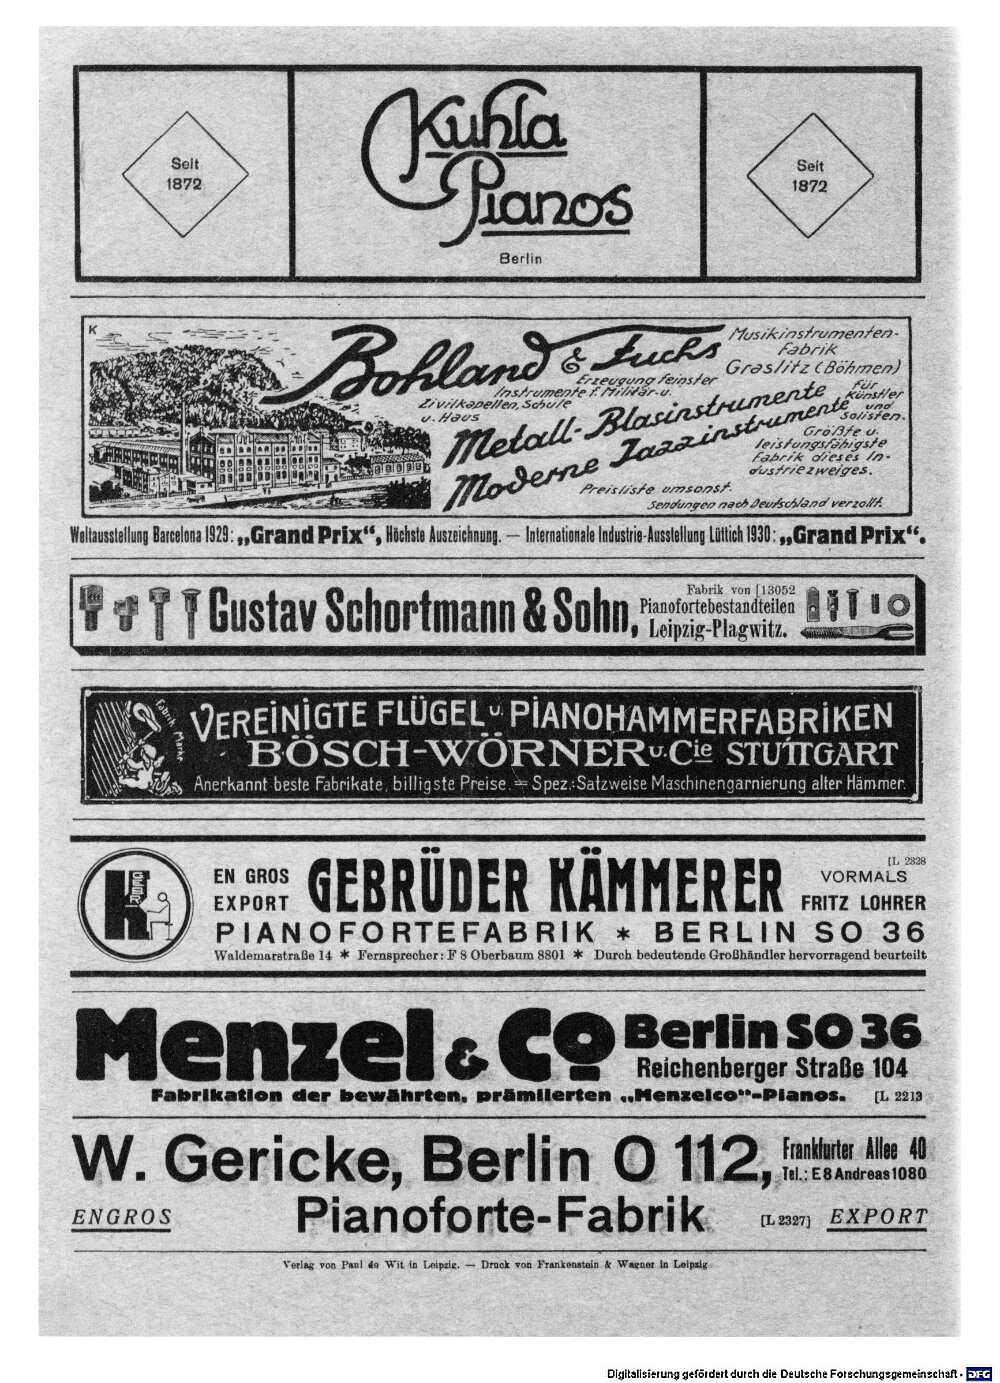 Seit
1872
Kuhla
Pianos
Berlin
Seit
1872
K
Bohland & Fuchs
Musikinstrumenten-
Fabrik
Graslitz (Böhmen)
Erzeugung feinster
Instrumente f. Militär- u.
Zivilkapellen, Schule
u. Haus
Metall-Blasinstrumente
Moderne Jazzinstrumente
für
Künstler
und
Solisten.
Größte u.
leistungsfähigste
Fabrik dieses In-
dustriezweiges.
Preisliste umsonst.
Sendungen nach Deutschland verzollt.
Weltausstellung Barcelona 1929: „Grand Prix“, Höchste Auszeichnung. — Internationale Industrie-Ausstellung Lüttich 1930: „Grand Prix“.
Gustav Schortmann & Sohn,
Fabrik von [13052
Pianofortebestandteilen
Leipzig-Plagwitz.
Fabrik Marke
VEREINIGTE FLÜGEL u. PIANOHAMMERFABRIKEN
BÖSCH-WÖRNER u. Cie STUTTGART
Anerkannt beste Fabrikate, billigste Preise. = Spez.: Satzweise Maschinengarnierung alter Hämmer.
K
GEBR.
EN GROS
EXPORT
GEBRÜDER KÄMMERER
[L 2328
VORMALS
FRITZ LOHRER
PIANOFORTEFABRIK * BERLIN SO 36
Waldemarstraße 14 * Fernsprecher: F 8 Oberbaum 8801 * Durch bedeutende Großhändler hervorragend beurteilt
Menzel & Co
Berlin SO 36
Reichenberger Straße 104
Fabrikation der bewährten, prämiierten „Menzelco“-Pianos. [L 2213
W. Gericke, Berlin O 112,
Frankfurter Allee 40
Tel.: E 8 Andreas 1080
ENGROS
Pianoforte-Fabrik
[L 2327]
EXPORT
Verlag von Paul de Wit in Leipzig. — Druck von Frankenstein & Wagner in Leipzig
Digitalisierung gefördert durch die Deutsche Forschungsgemeinschaft - DFG